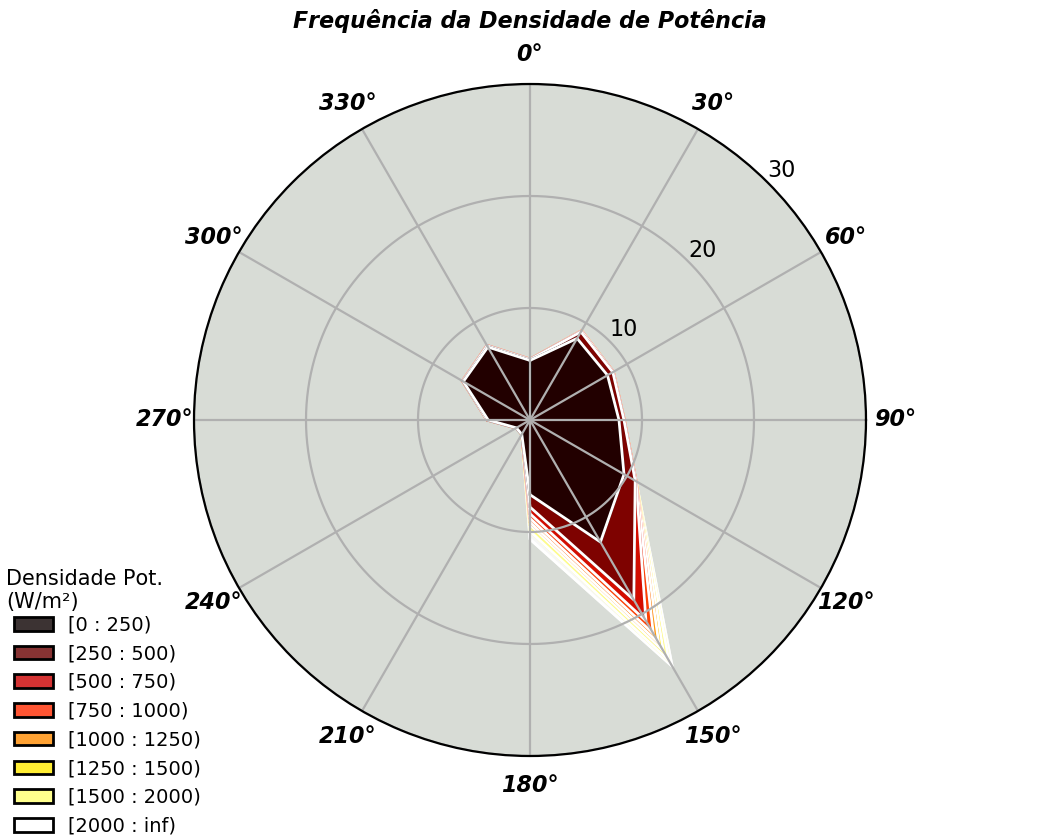 Frequência da Densidade de Potência
0°
330°
30°
30
300°
60°
20
10
270°
90°
Densidade Pot.
(W/m²)
240°
120°
[0 : 250)
[250 : 500)
[500 : 750)
[750 : 1000)
[1000 : 1250)
[1250 : 1500)
[1500 : 2000)
[2000 : inf)
210°
150°
180°